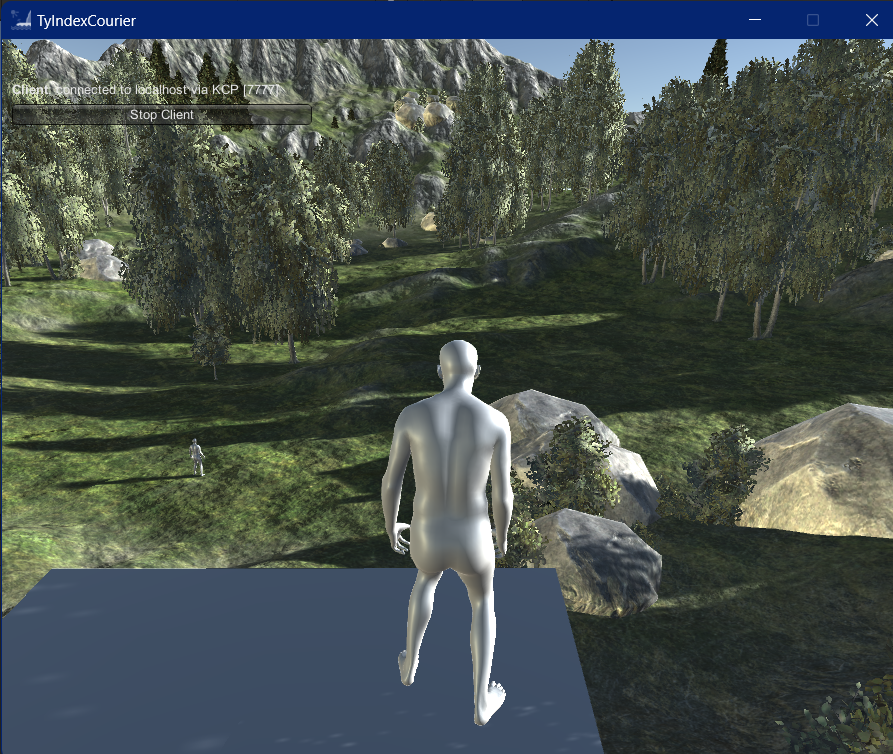 TyIndexCourier
Client: connected to localhost via KCP [7777]
Stop Client